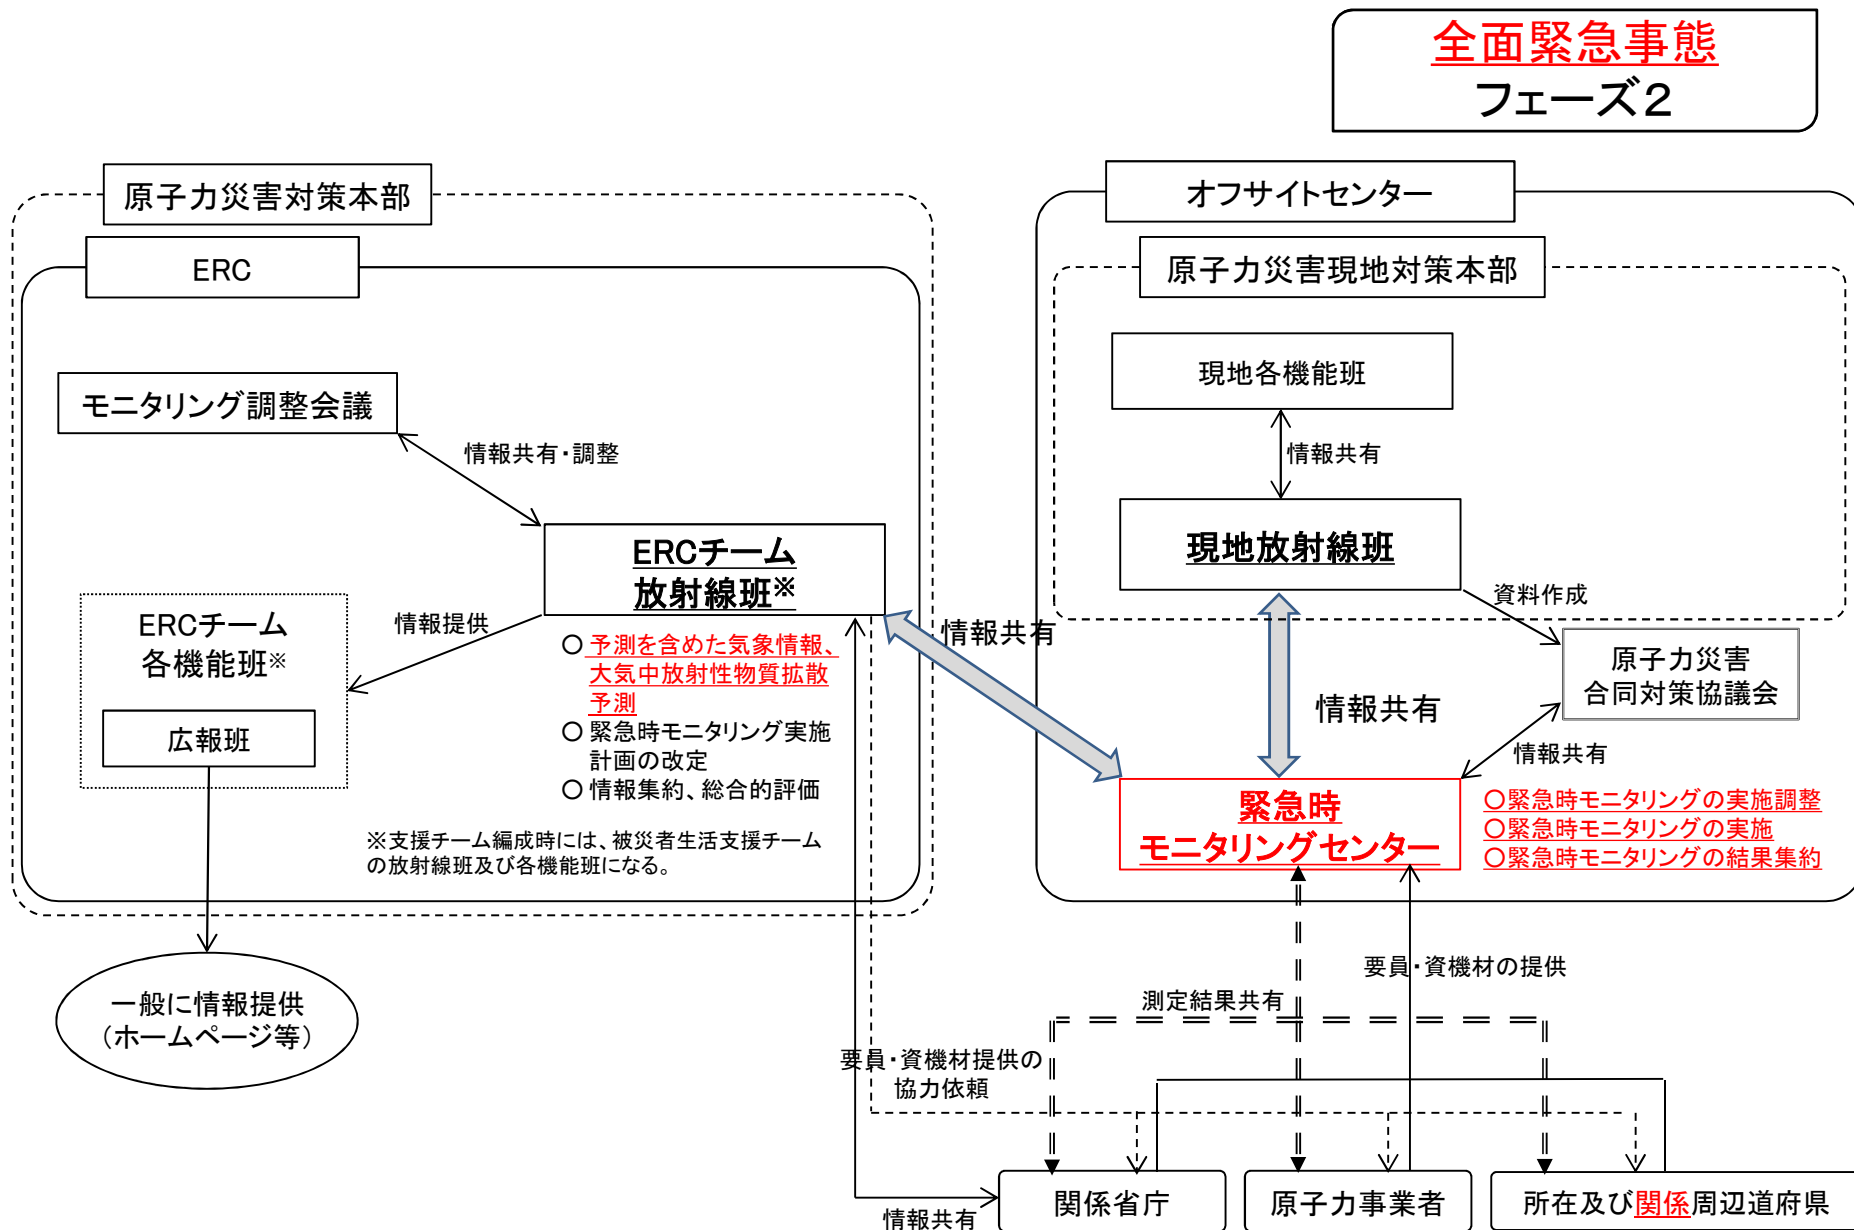 全面緊急事態
フェーズ2
原子力災害対策本部
ERC
モニタリング調整会議
情報共有・調整
ERCチーム
放射線班※
情報提供
ERCチーム
各機能班※
広報班
○ 予測を含めた気象情報、
大気中放射性物質拡散
予測
○ 緊急時モニタリング実施
計画の改定
○ 情報集約、総合的評価
※支援チーム編成時には、被災者生活支援チーム
の放射線班及び各機能班になる。
一般に情報提供
(ホームページ等)
情報共有
オフサイトセンター
原子力災害現地対策本部
現地各機能班
情報共有
現地放射線班
資料作成
原子力災害
合同対策協議会
情報共有
情報共有
緊急時
モニタリングセンター
○緊急時モニタリングの実施調整
○緊急時モニタリングの実施
○緊急時モニタリングの結果集約
要員・資機材の提供
測定結果共有
要員・資機材提供の
協力依頼
情報共有
関係省庁
原子力事業者
所在及び関係周辺道府県